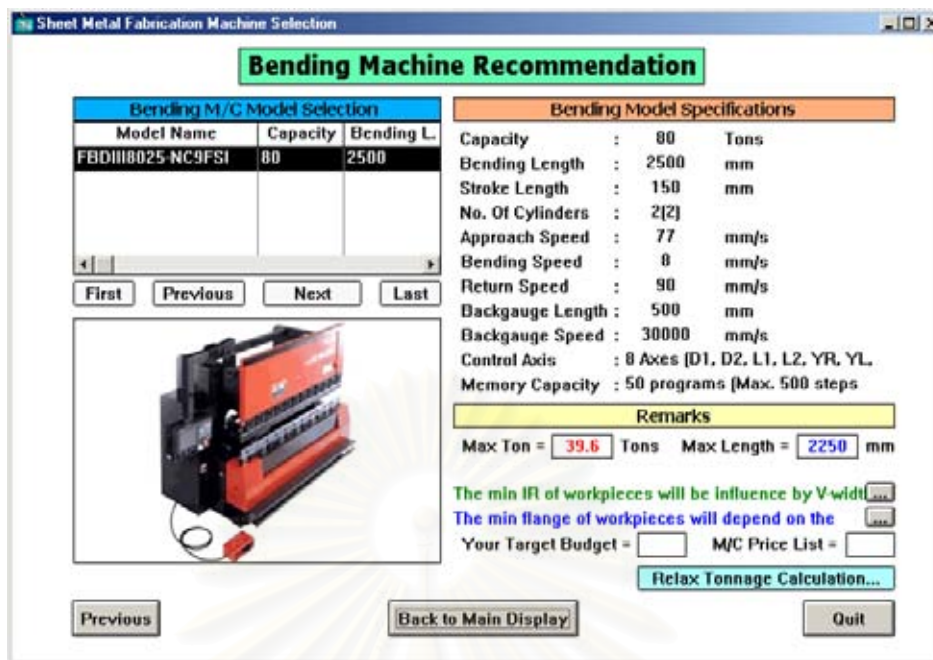 Sheet Metal Fabrication Machine Selection
Bending Machine Recommendation
Bending M/C Model Selection
Model Name Capacity Bending L.
FBDIII8025-NC9FSI 80 2500
First Previous Next Last
Bending Model Specifications
Capacity : 80 Tons
Bending Length : 2500 mm
Stroke Length : 150 mm
No. Of Cylinders : 2(2)
Approach Speed : 77 mm/s
Bending Speed : 8 mm/s
Return Speed : 90 mm/s
Backgauge Length : 500 mm
Backgauge Speed : 30000 mm/s
Control Axis : 8 Axes (D1, D2, L1, L2, YR, YL,
Memory Capacity : 50 programs (Max. 500 steps
Remarks
Max Ton = 39.6 Tons Max Length = 2250 mm
The min IR of workpieces will be influence by V-widt ...
The min flange of workpieces will depend on the ...
Your Target Budget = M/C Price List =
Relax Tonnage Calculation...
Previous Back to Main Display Quit